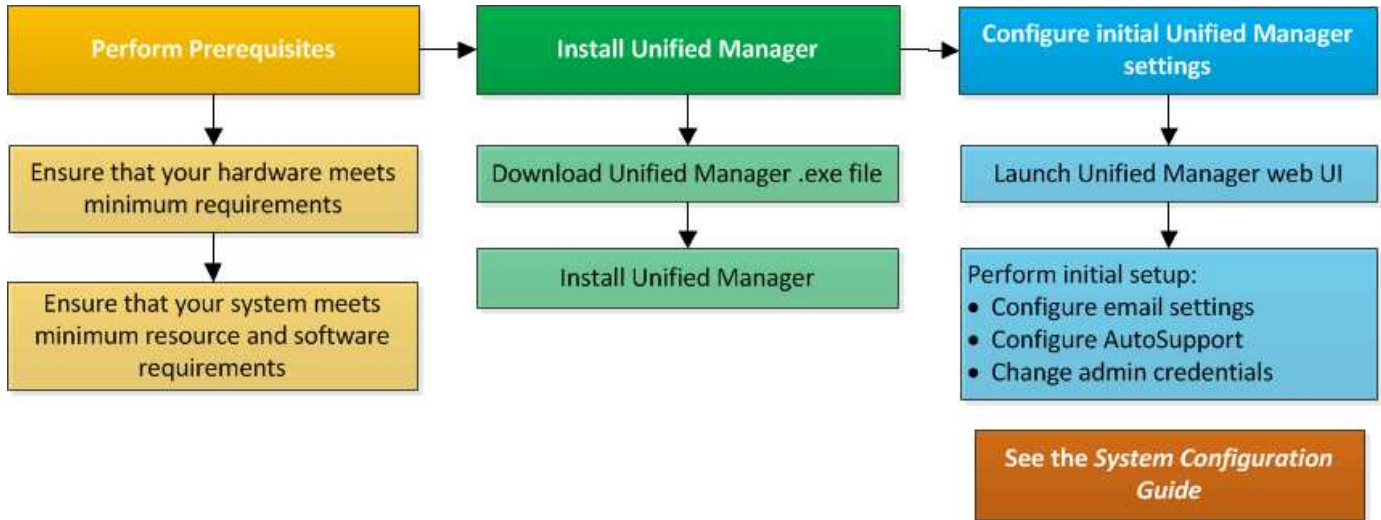 Perform Prerequisites
Ensure that your hardware meets
minimum requirements
Ensure that your system meets
minimum resource and software
requirements
Install Unified Manager
Download Unified Manager .exe file
Install Unified Manager
Configure initial Unified Manager
settings
Launch Unified Manager web UI
Perform initial setup:
• Configure email settings
• Configure AutoSupport
• Change admin credentials
See the System Configuration
Guide